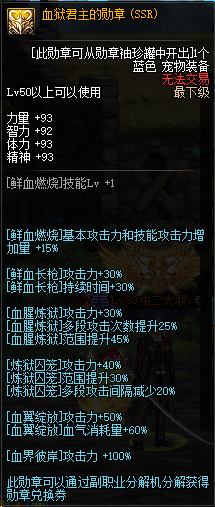 血狱君主的勋章 (SSR)
[此勋章可从勋章袖珍罐中开出]1个
蓝色 宠物装备
无法交易
Lv50以上可以使用
最下级
力量 +93
智力 +92
体力 +93
精神 +93
[鲜血燃烧]技能Lv +1
[鲜血燃烧]基本攻击力和技能攻击力增
加量 +15%
[鲜血长枪]攻击力+30%
[鲜血长枪]持续时间+30%
[血腥炼狱]攻击力+30%
[血腥炼狱]多段攻击次数提升25%
[血腥炼狱]范围提升45%
[炼狱囚笼]攻击力+40%
[炼狱囚笼]范围提升30%
[炼狱囚笼]多段攻击间隔减少20%
[血翼绽放]攻击力+50%
[血翼绽放]血气消耗量+60%
[血界彼岸]攻击力 +100%
此勋章可以通过副职业分解机分解获得
勋章兑换券